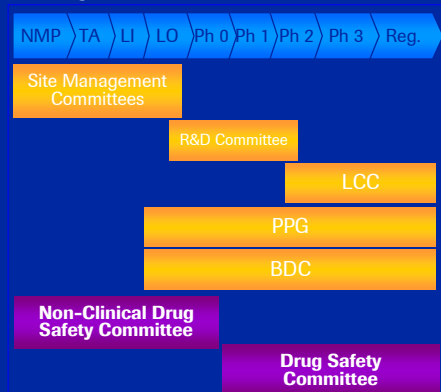 NMP TA LI LO Ph 0 Ph 1 Ph 2 Ph 3 Reg.
Site Management
Committees
R&D Committee
LCC
PPG
BDC
Non-Clinical Drug
Safety Committee
Drug Safety
Committee